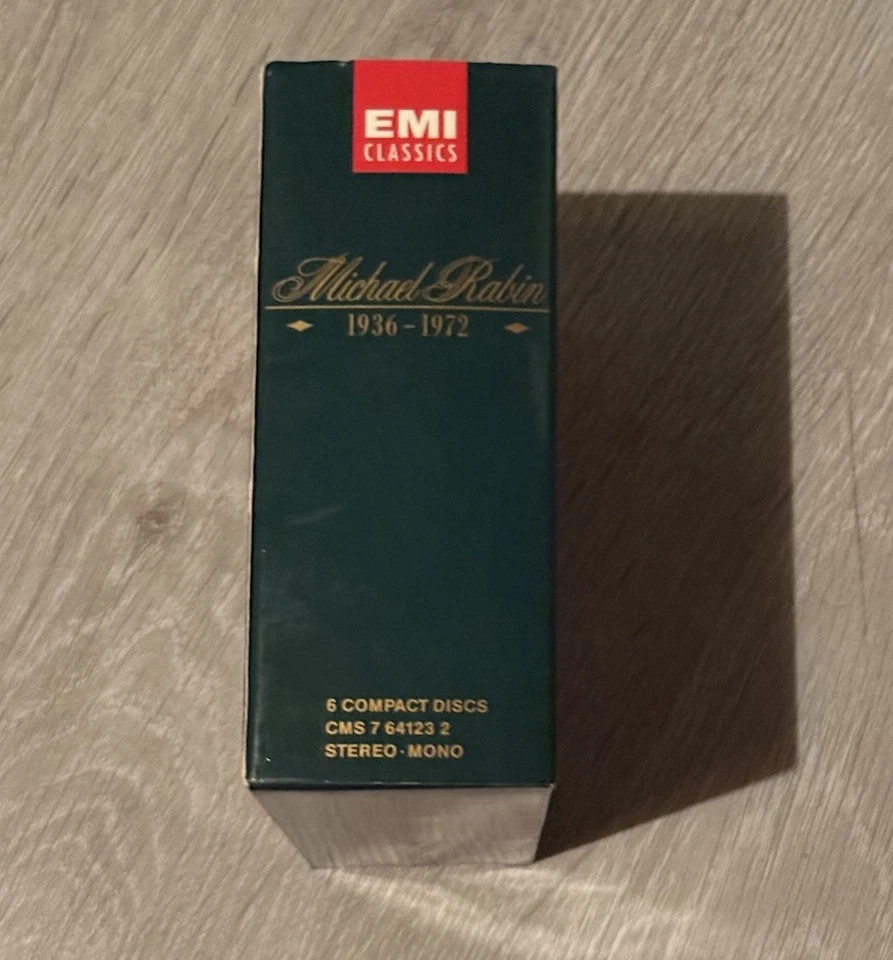 EMI
CLASSICS
Michael Rabin
1936–1972
6 COMPACT DISCS
CMS 7 64123 2
STEREO·MONO